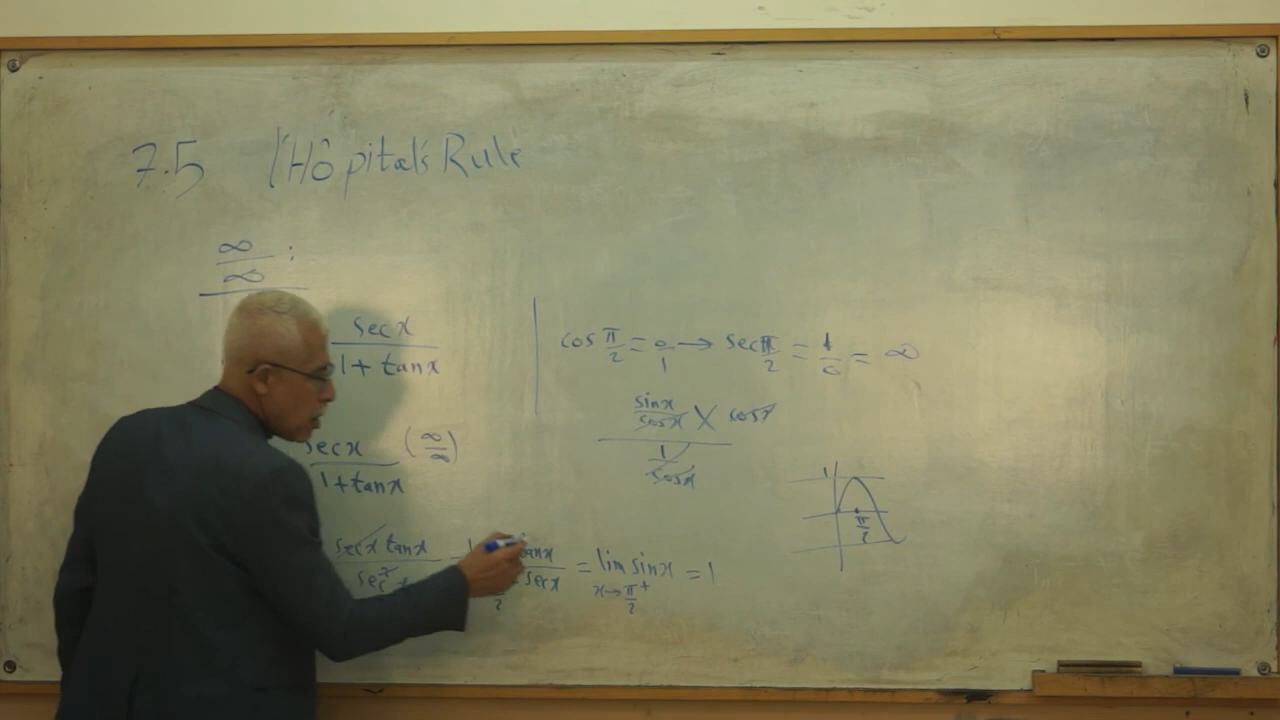 7.5 l'Hôpital's Rule
∞/∞ :
sec x / 1 + tan x
sec x / 1 + tan x (∞/∞)
sec x tan x / sec² x = tan x / sec x = lim x→π/2⁺ sin x = 1
cos π/2 = 0/1 → sec π/2 = 1/0 = ∞
sin x / cos x × cos x
1 / cos x
1
π/2